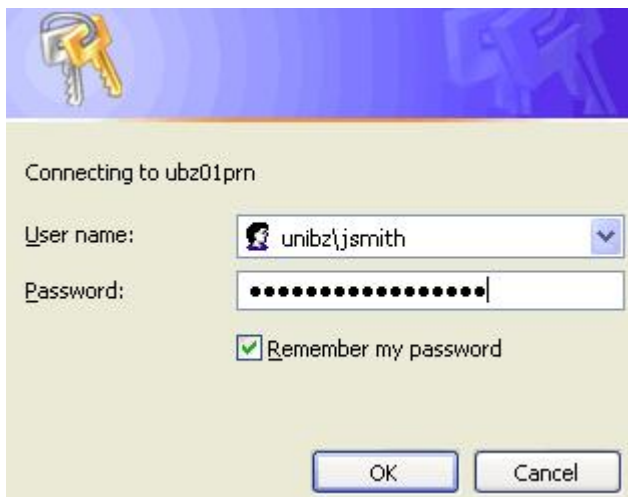 Connecting to ubz01prn
User name:
unibz\jsmith
Password:
●●●●●●●●●●●●●●●●●
Remember my password
OK
Cancel